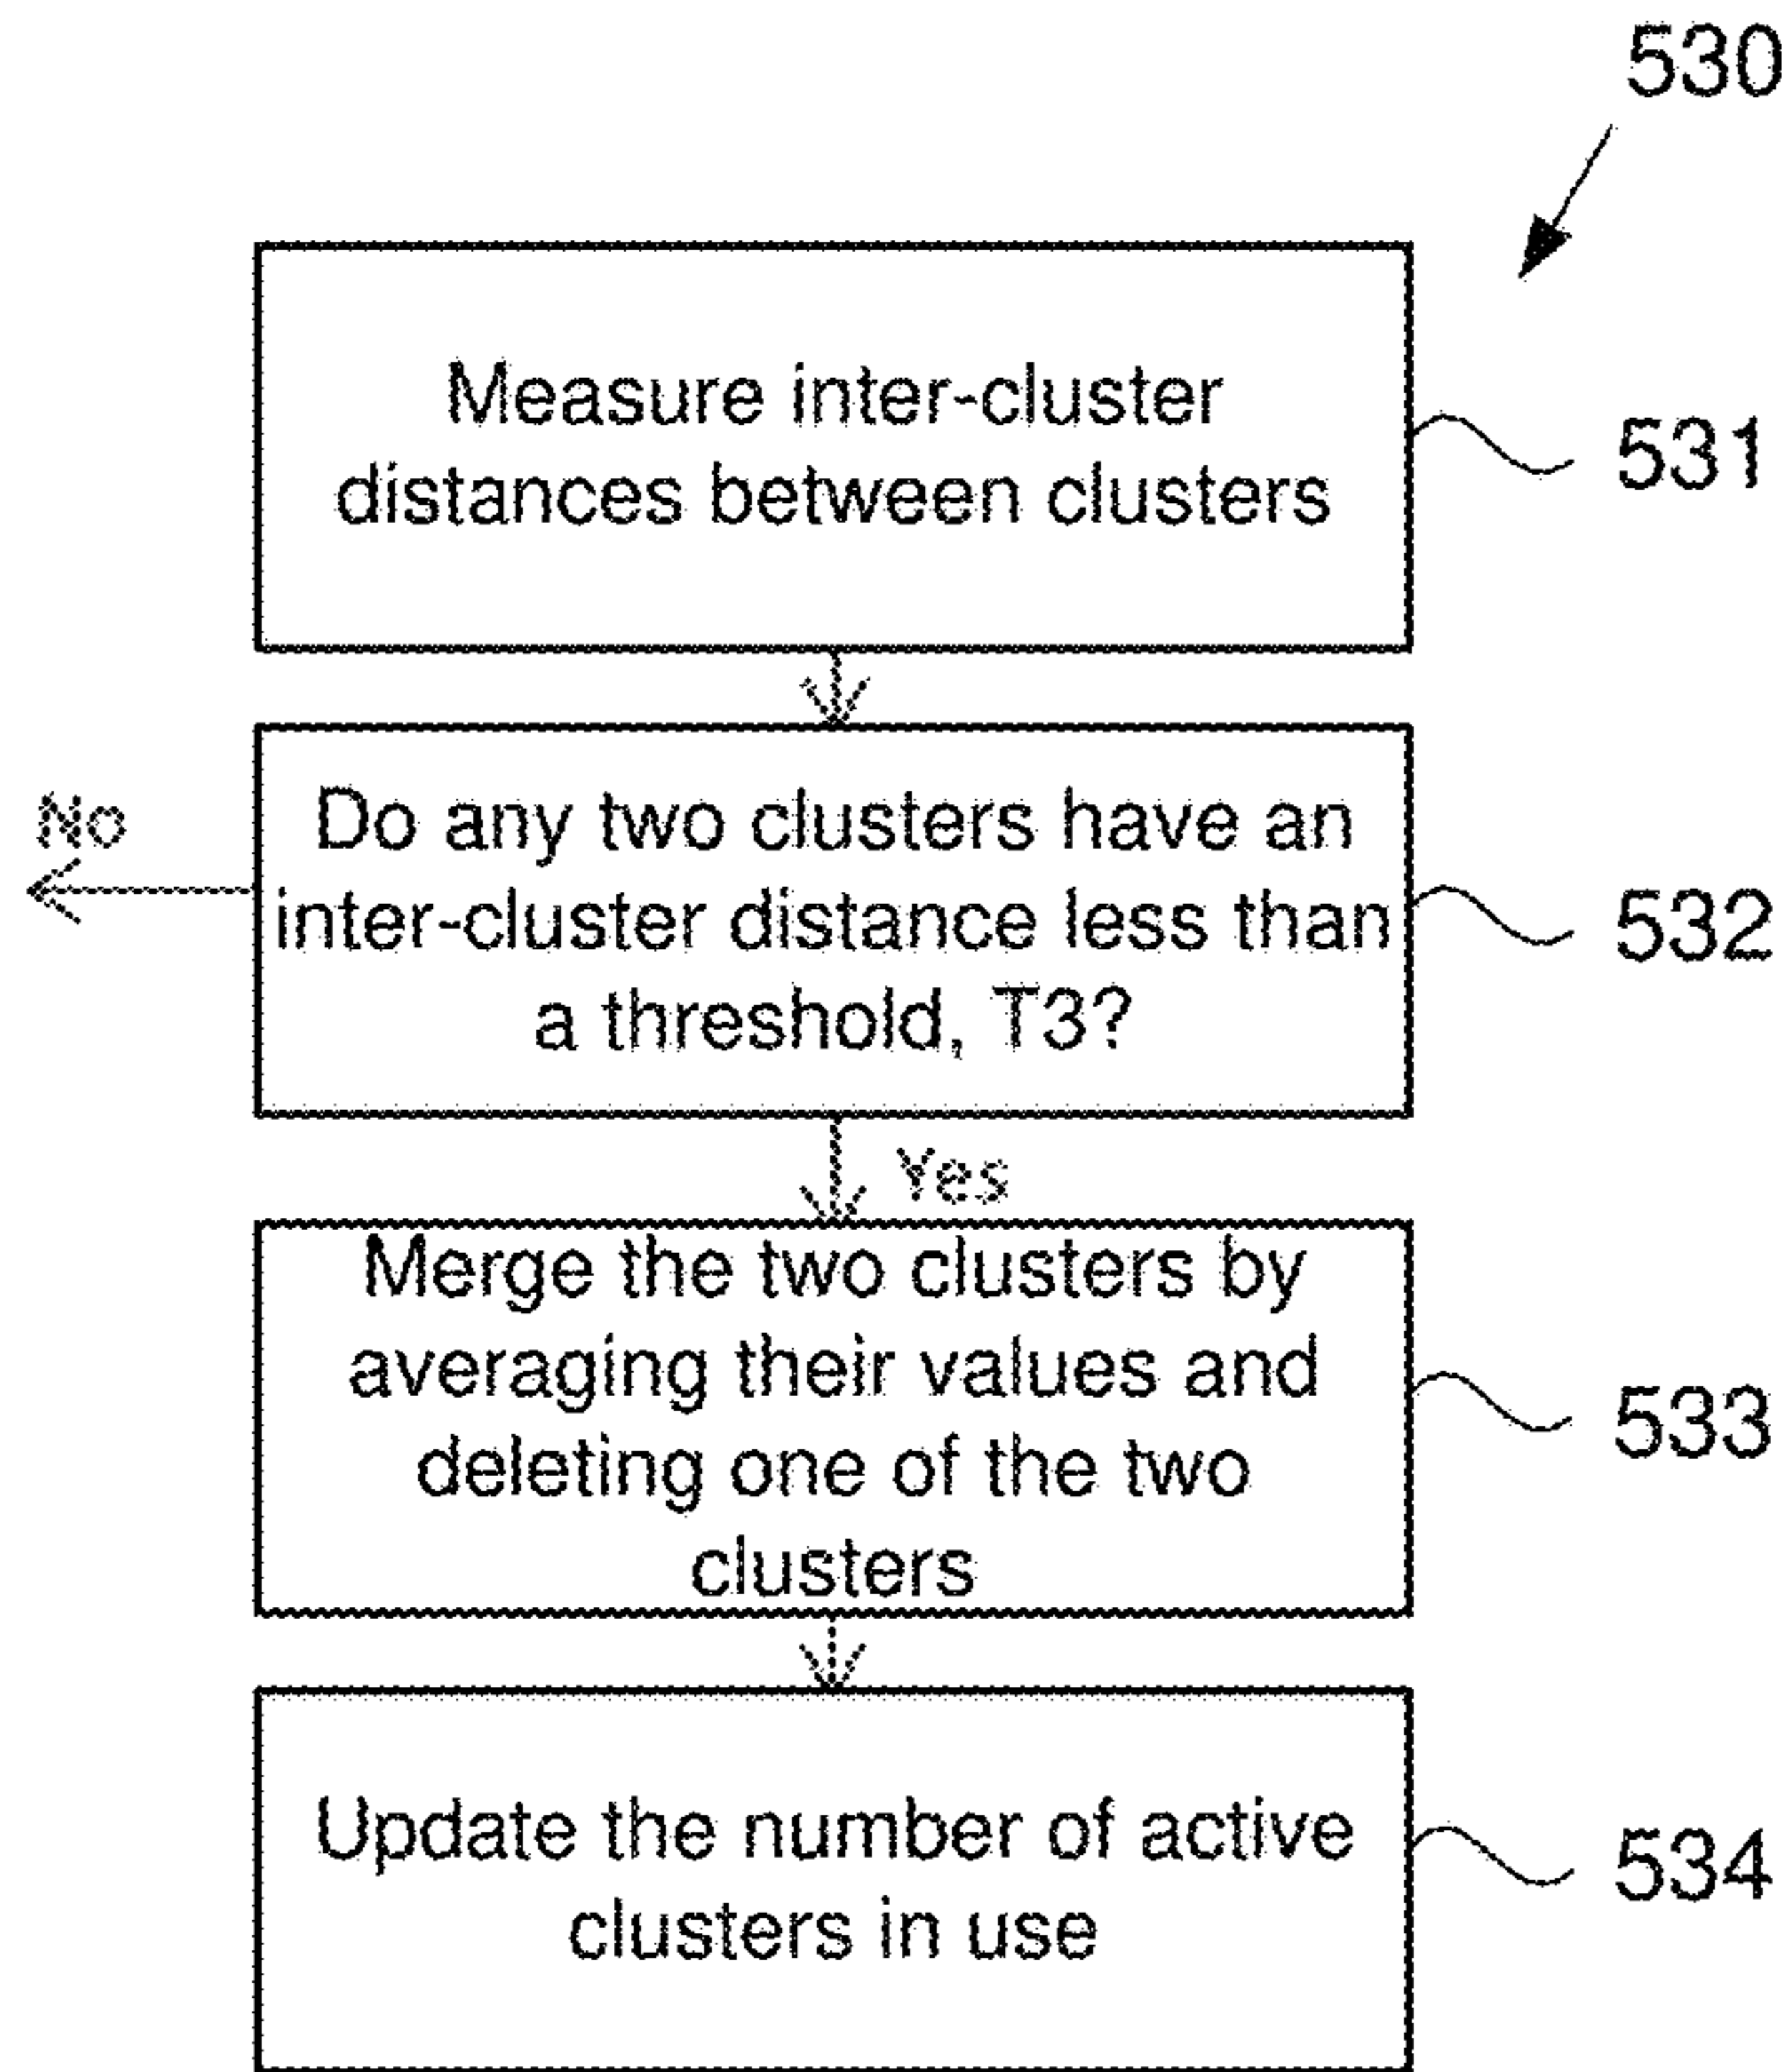 530
Measure inter-cluster
distances between clusters
531
No
Do any two clusters have an
inter-cluster distance less than
a threshold, T3?
532
Yes
Merge the two clusters by
averaging their values and
deleting one of the two
clusters
533
Update the number of active
clusters in use
534